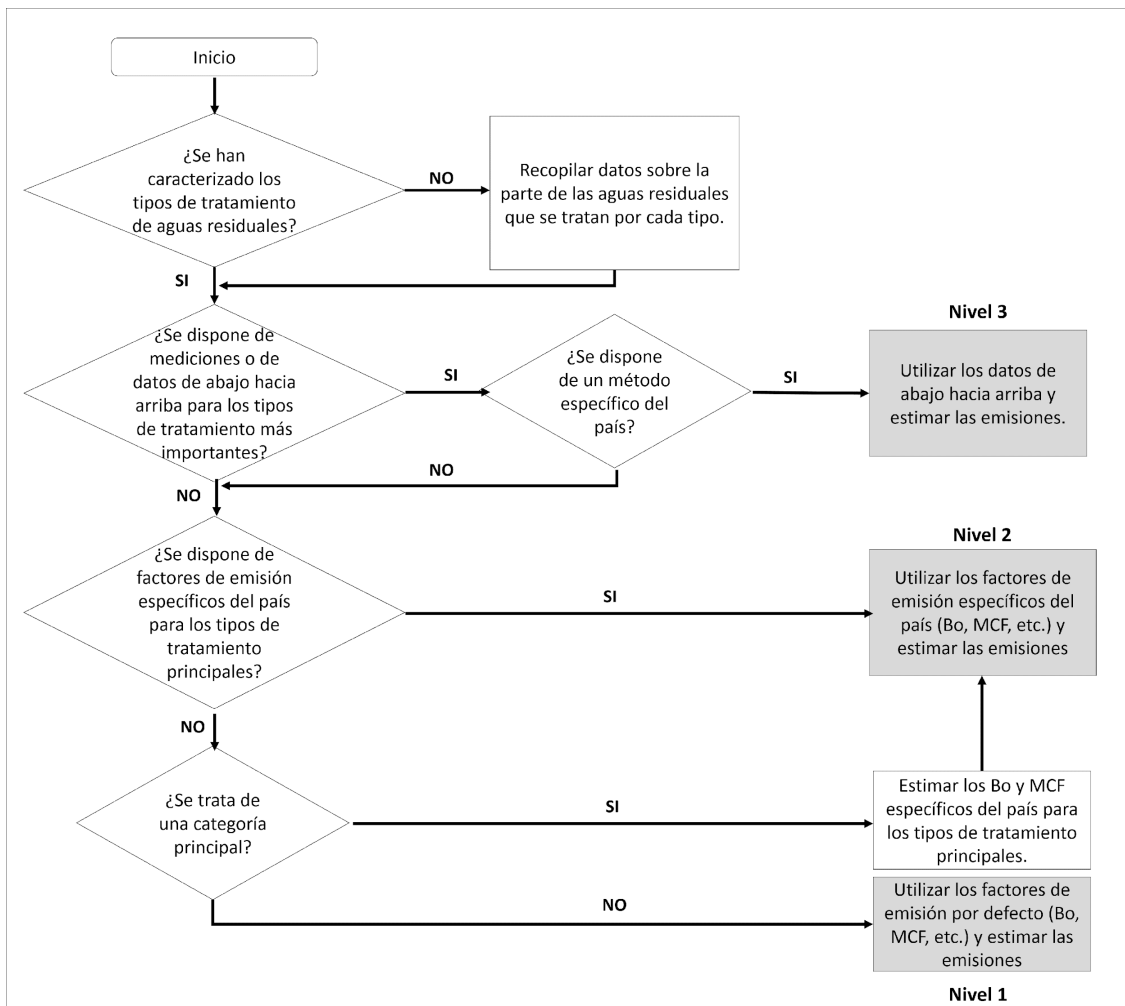 Inicio
¿Se han
caracterizado los
tipos de tratamiento
de aguas residuales?
NO
Recopilar datos sobre la
parte de las aguas residuales
que se tratan por cada tipo.
SI
¿Se dispone de
mediciones o de
datos de abajo hacia
arriba para los tipos
de tratamiento más
importantes?
SI
¿Se dispone
de un método
específico del
país?
SI
Nivel 3
Utilizar los datos de
abajo hacia arriba y
estimar las emisiones.
NO
NO
¿Se dispone de
factores de emisión
específicos del país
para los tipos de
tratamiento
principales?
SI
Nivel 2
Utilizar los factores de
emisión específicos del
país (Bo, MCF, etc.) y
estimar las emisiones
NO
¿Se trata de
una categoría
principal?
SI
Estimar los Bo y MCF
específicos del país para
los tipos de tratamiento
principales.
NO
Utilizar los factores de
emisión por defecto (Bo,
MCF, etc.) y estimar las
emisiones
Nivel 1